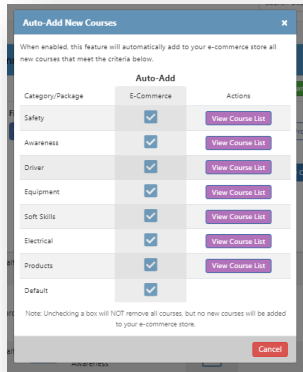 Auto-Add New Courses ×
When enabled, this feature will automatically add to your e-commerce store all
new courses that meet the criteria below.
Auto-Add
Category/Package E-Commerce Actions
Safety View Course List
Awareness View Course List
Driver View Course List
Equipment View Course List
Soft Skills View Course List
Electrical View Course List
Products View Course List
Default
Note: Unchecking a box will NOT remove all courses, but no new courses will be added
to your e-commerce store.
Cancel
Awareness